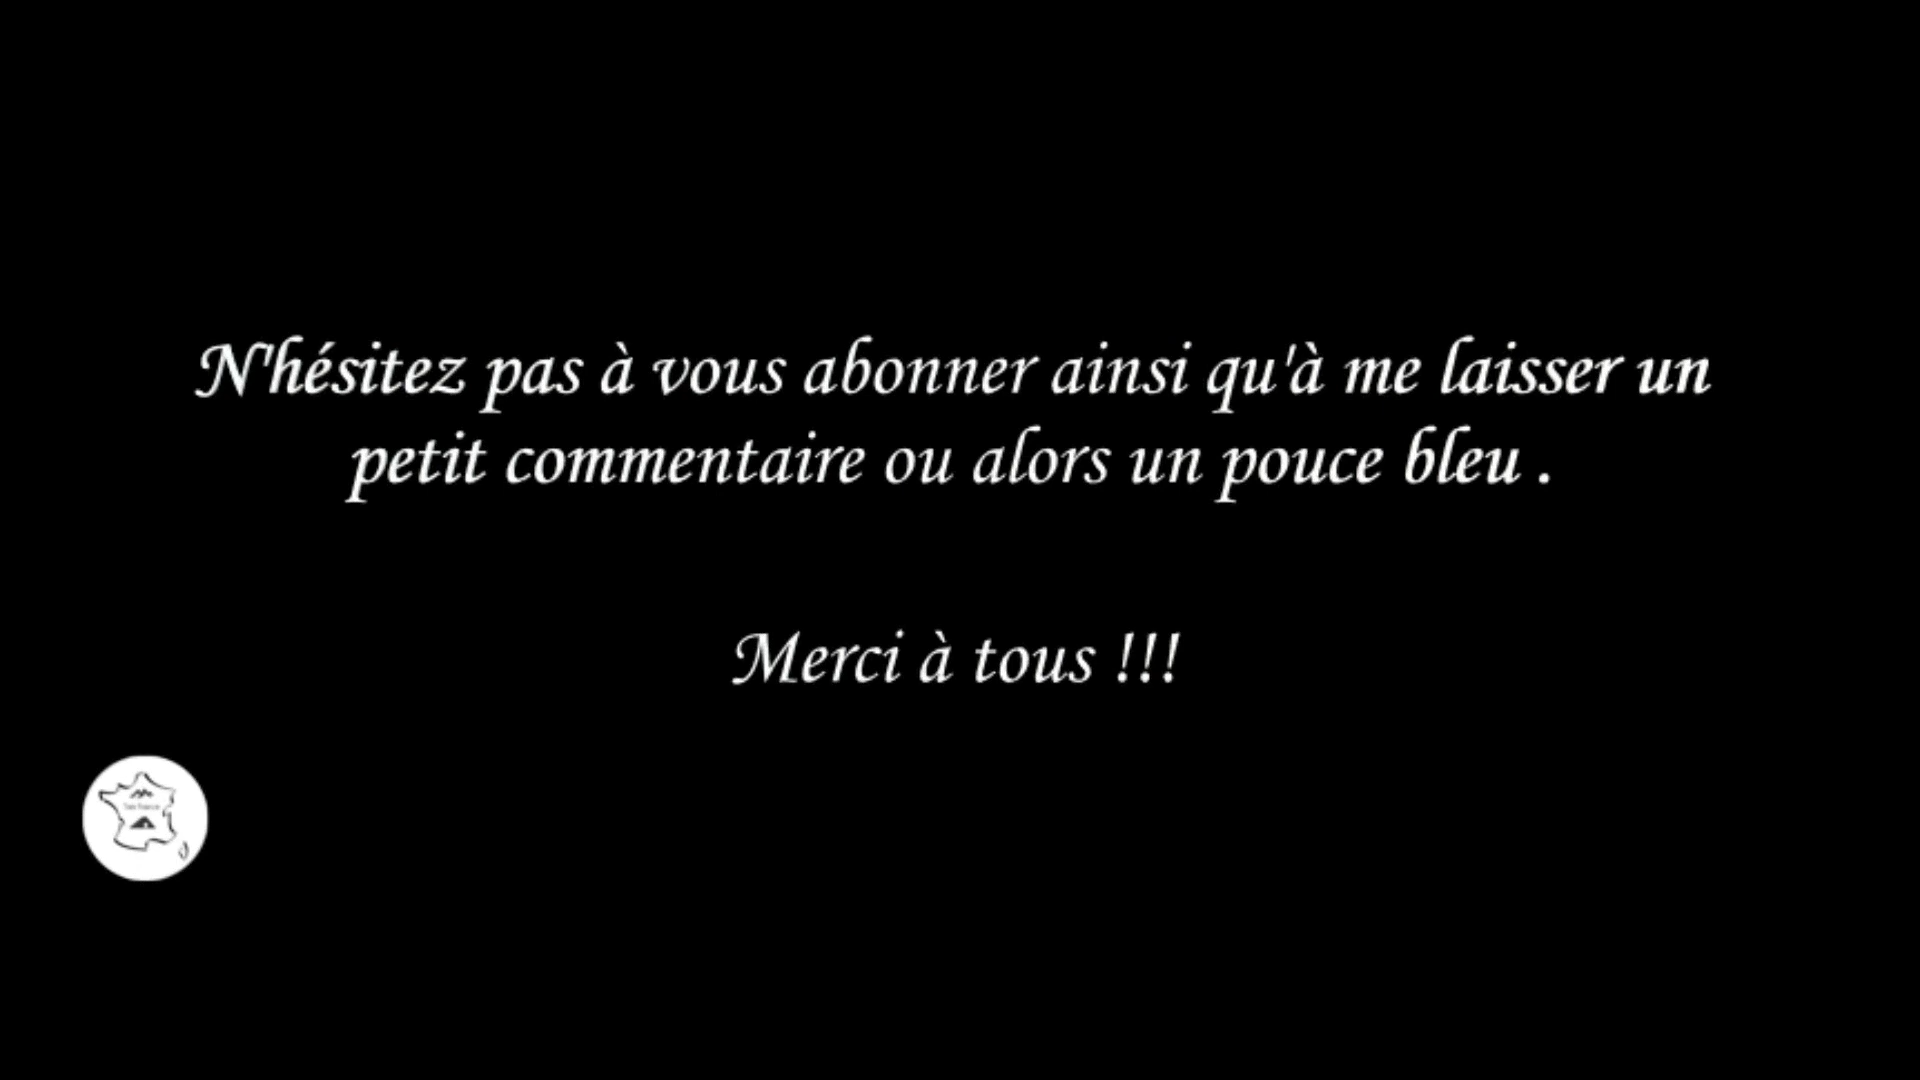 N'hésitez pas à vous abonner ainsi qu'à me laisser un
petit commentaire ou alors un pouce bleu .
Merci à tous !!!